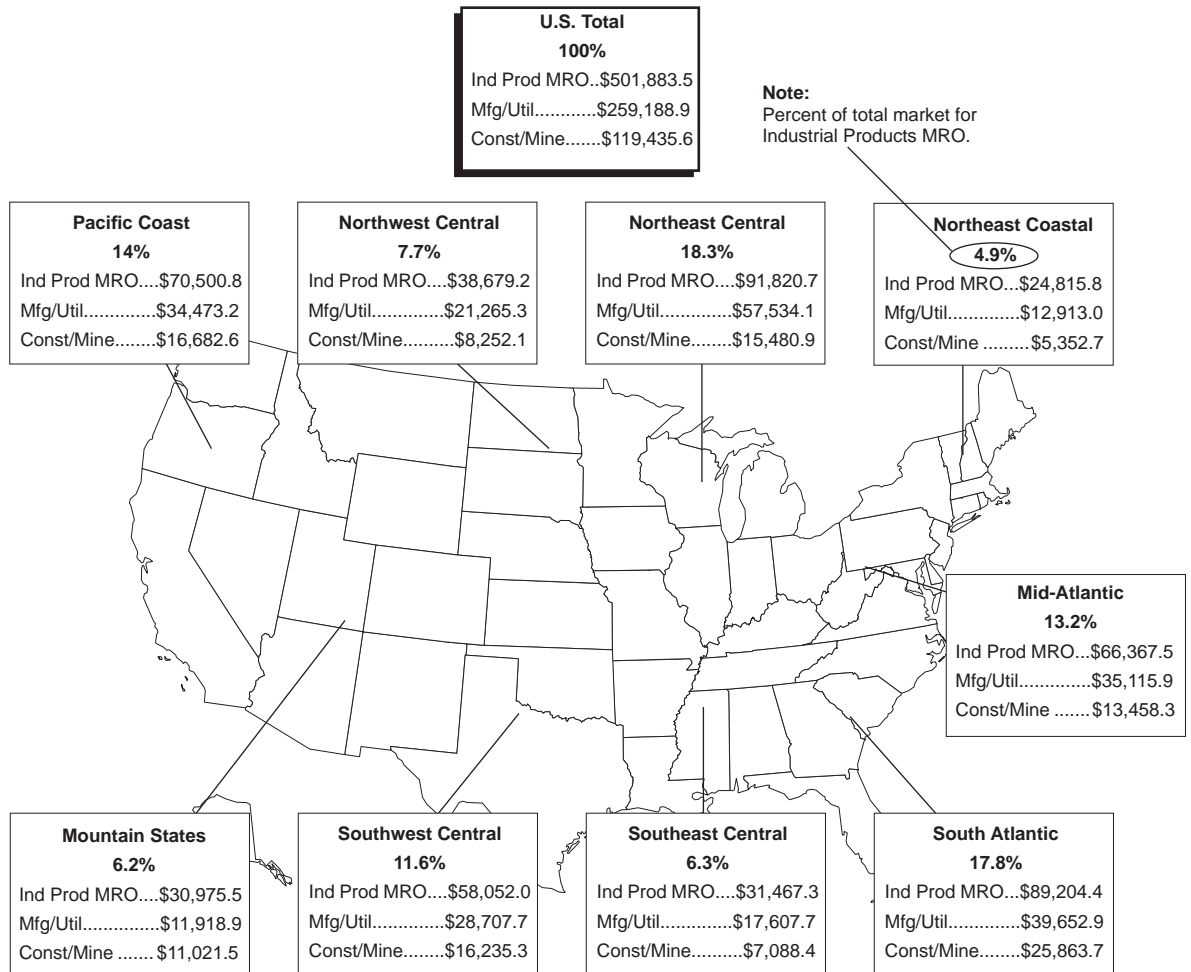 U.S. Total
100%
Ind Prod MRO..$501,883.5
Mfg/Util............$259,188.9
Const/Mine.......$119,435.6
Note:
Percent of total market for
Industrial Products MRO.
Pacific Coast
14%
Ind Prod MRO....$70,500.8
Mfg/Util..............$34,473.2
Const/Mine........$16,682.6
Northwest Central
7.7%
Ind Prod MRO....$38,679.2
Mfg/Util..............$21,265.3
Const/Mine..........$8,252.1
Northeast Central
18.3%
Ind Prod MRO....$91,820.7
Mfg/Util..............$57,534.1
Const/Mine........$15,480.9
Northeast Coastal
4.9%
Ind Prod MRO...$24,815.8
Mfg/Util.............$12,913.0
Const/Mine .........$5,352.7
Mid-Atlantic
13.2%
Ind Prod MRO...$66,367.5
Mfg/Util.............$35,115.9
Const/Mine .......$13,458.3
Mountain States
6.2%
Ind Prod MRO....$30,975.5
Mfg/Util..............$11,918.9
Const/Mine ....... $11,021.5
Southwest Central
11.6%
Ind Prod MRO....$58,052.0
Mfg/Util..............$28,707.7
Const/Mine........$16,235.3
Southeast Central
6.3%
Ind Prod MRO...$31,467.3
Mfg/Util.............$17,607.7
Const/Mine.........$7,088.4
South Atlantic
17.8%
Ind Prod MRO....$89,204.4
Mfg/Util..............$39,652.9
Const/Mine........$25,863.7